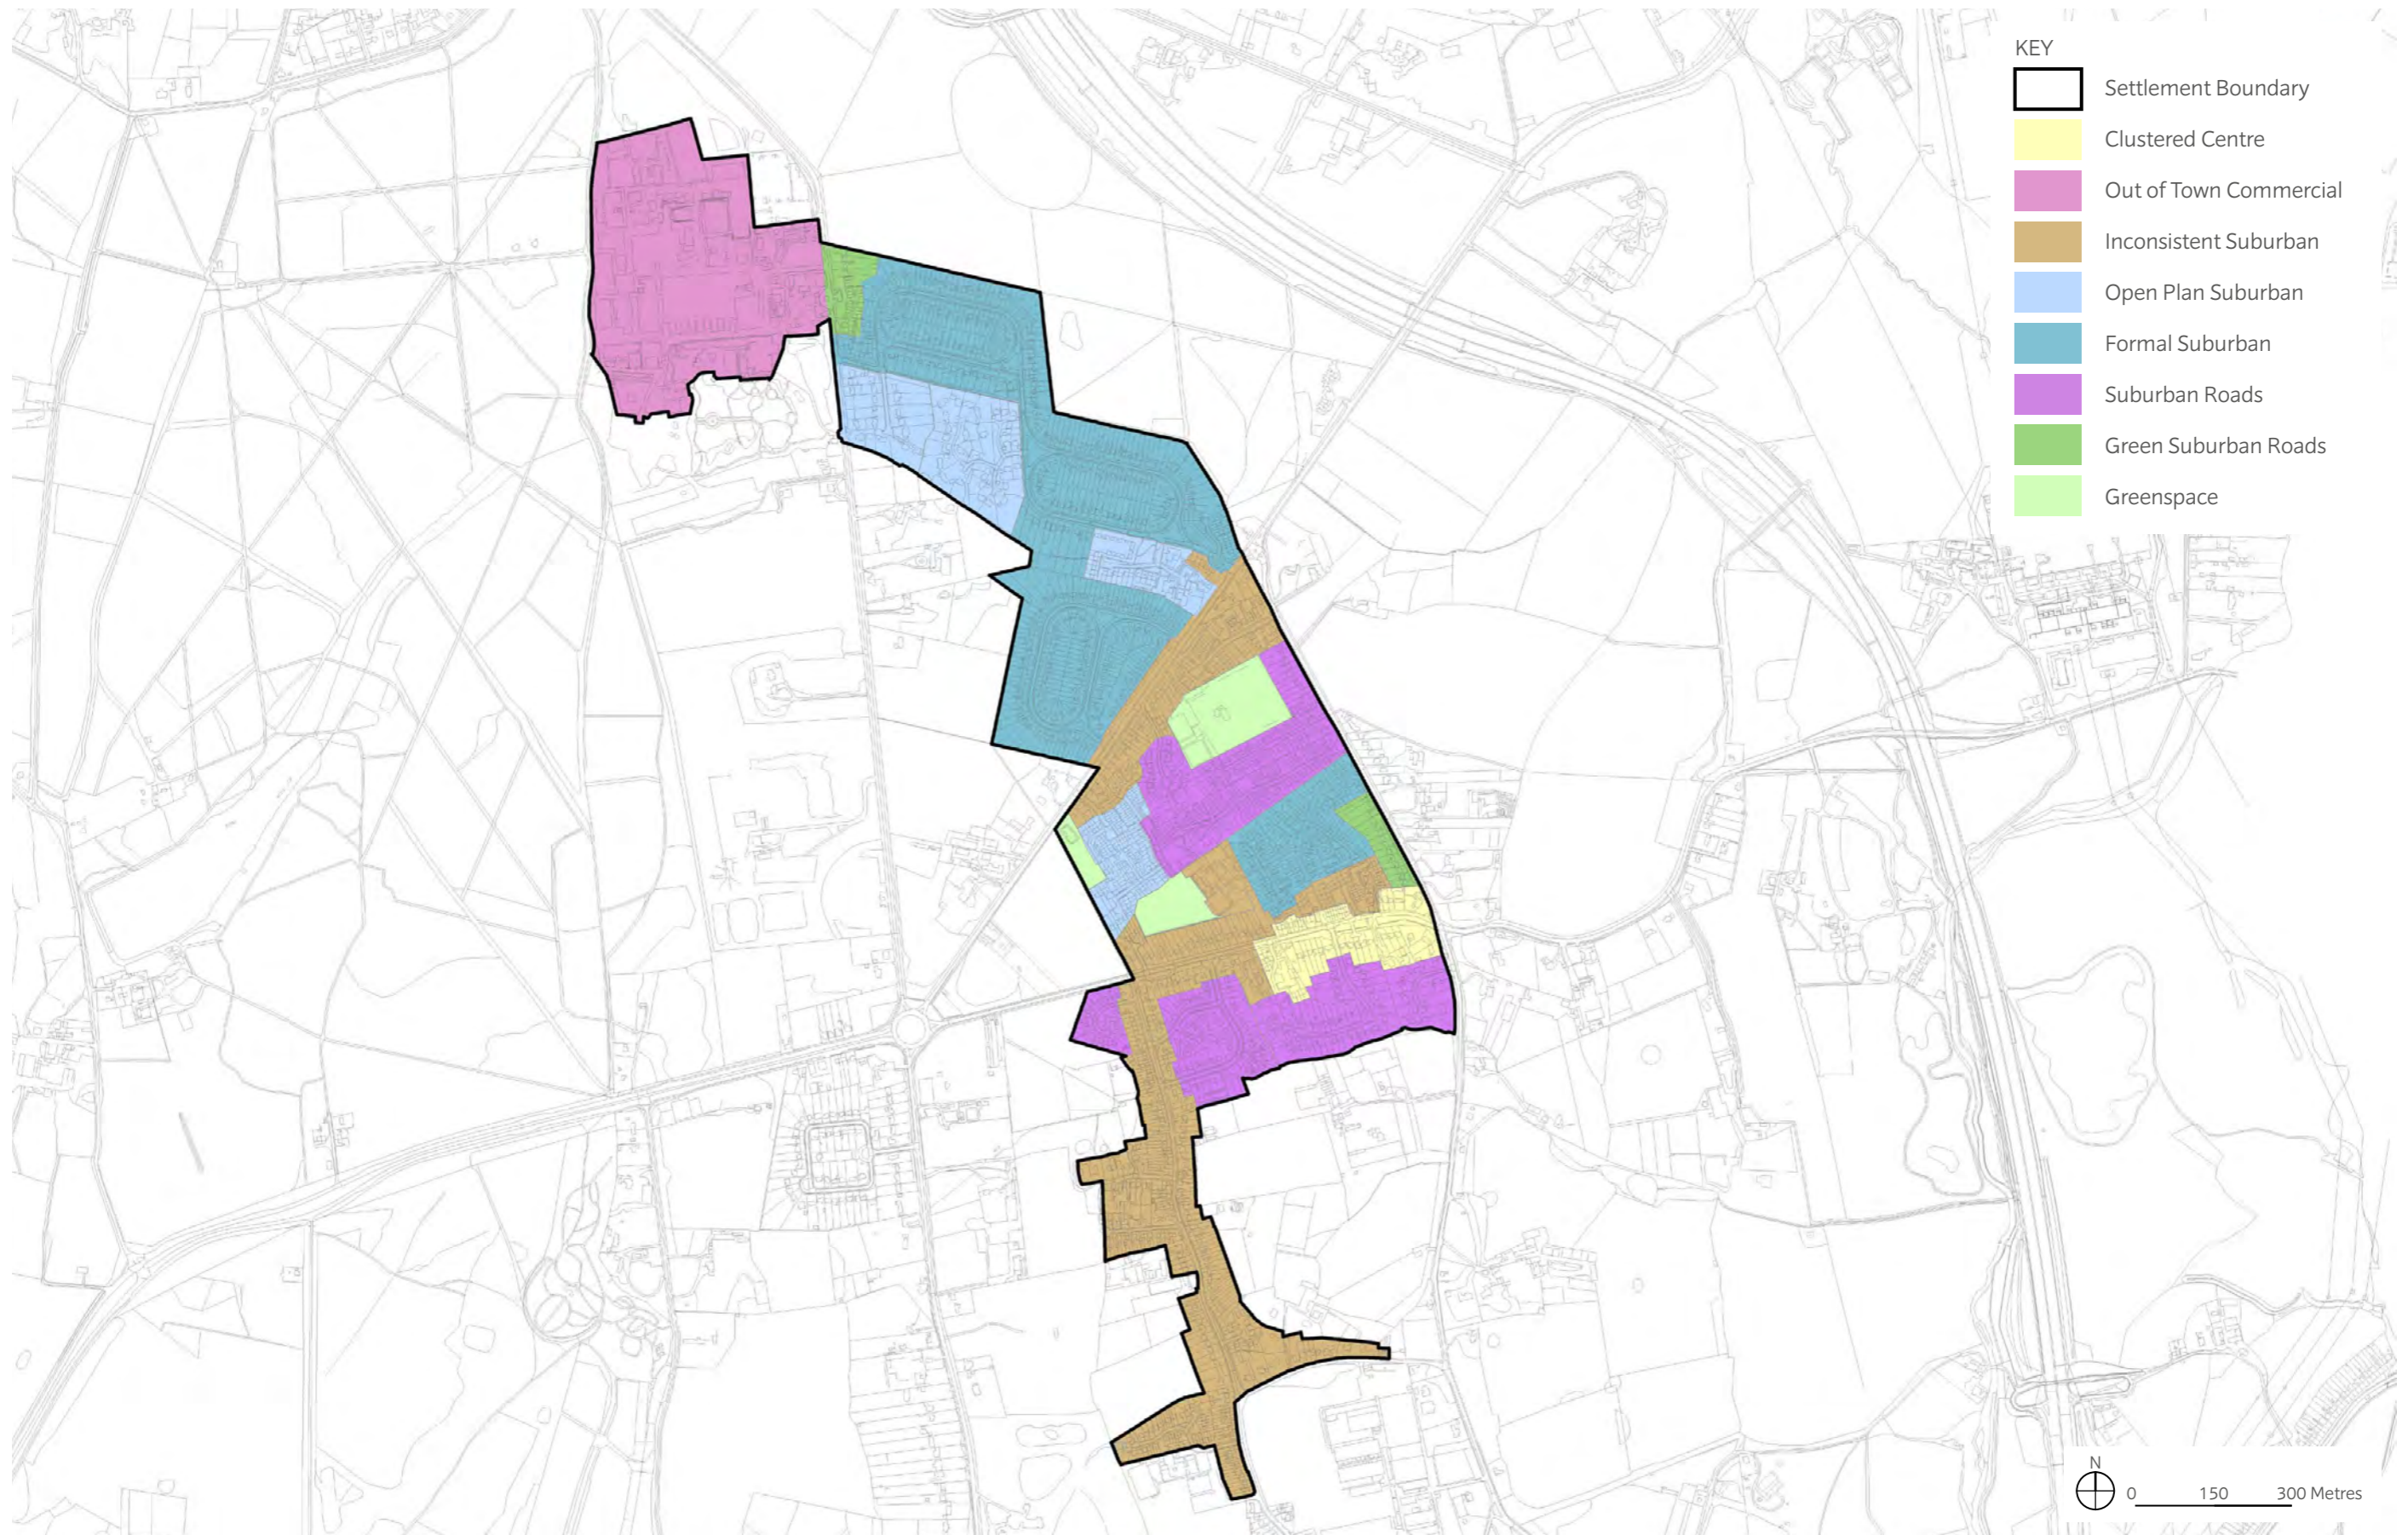 KEY
Settlement Boundary
Clustered Centre
Out of Town Commercial
Inconsistent Suburban
Open Plan Suburban
Formal Suburban
Suburban Roads
Green Suburban Roads
Greenspace
N
0 150 300 Metres